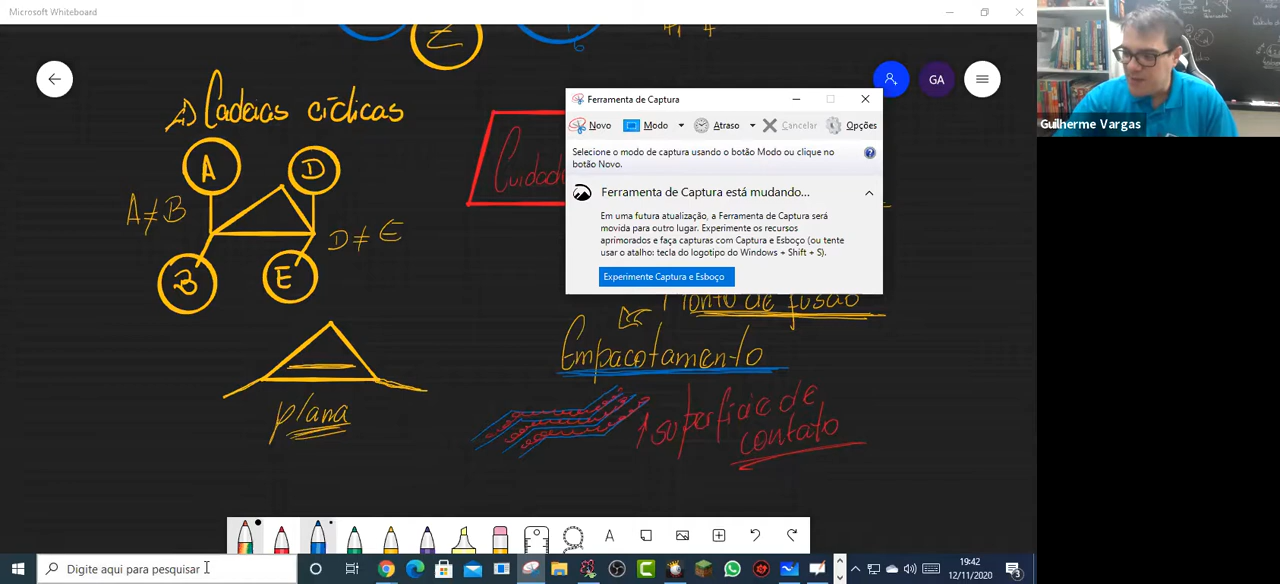 Microsoft Whiteboard
Z
6
Cadeias cíclicas
A
D
A ≠ B
D ≠ E
B
E
plana
GA
Guilherme Vargas
Ferramenta de Captura
Novo
Modo
Atraso
Cancelar
Opções
Selecione o modo de captura usando o botão Modo ou clique no
botão Novo.
Ferramenta de Captura está mudando...
Em uma futura atualização, a Ferramenta de Captura será
movida para outro lugar. Experimente os recursos
aprimorados e faça capturas com Captura e Esboço (ou tente
usar o atalho: tecla do logotipo do Windows + Shift + S).
Experimente Captura e Esboço
Ponto de fusão
Empacotamento
↑ superfície de
contato
A
Digite aqui para pesquisar
19:42
12/11/2020
3